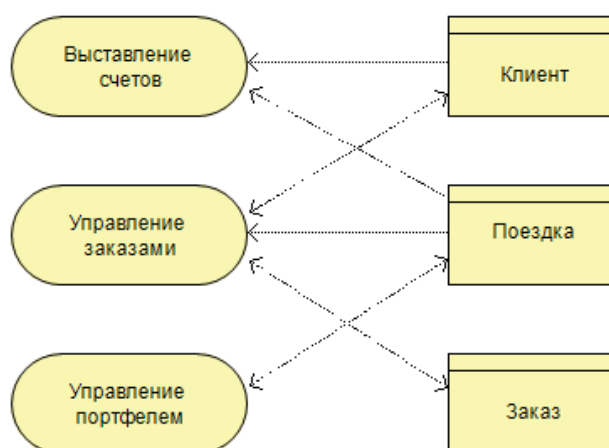 Выставление
счетов
Клиент
Управление
заказами
Поездка
Управление
портфелем
Заказ